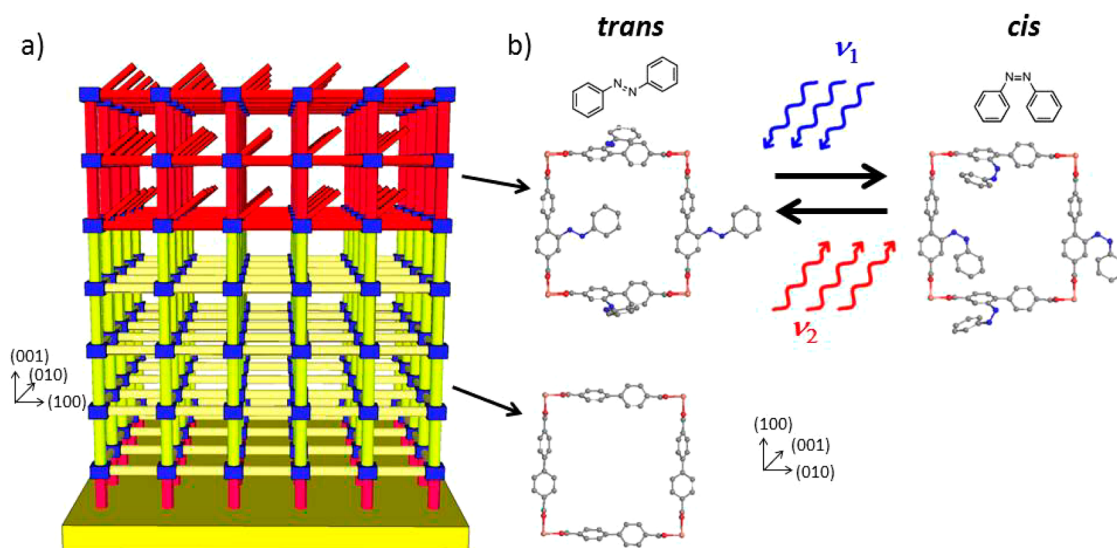 a)
b)
trans
cis
ν1
N
N
N=N
ν2
(001)
(010)
(100)
(100)
(001)
(010)